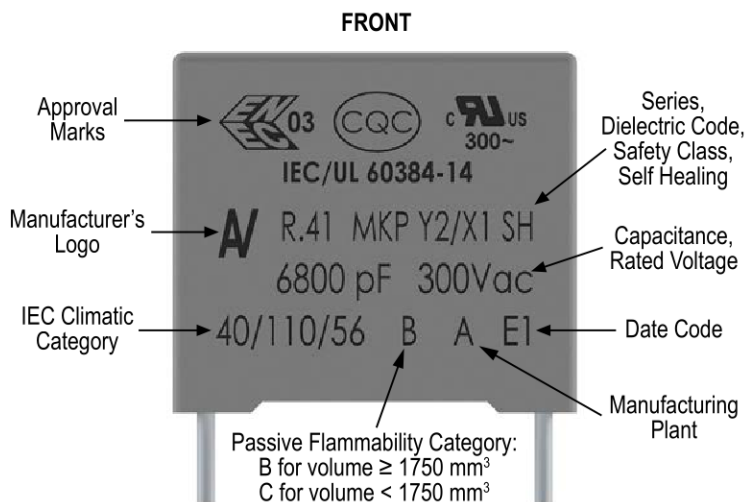 FRONT
Approval
Marks
ENEC 03
CQC
C RU US
300~
Series,
Dielectric Code,
Safety Class,
Self Healing
IEC/UL 60384-14
Manufacturer's
Logo
R.41 MKP Y2/X1 SH
Capacitance,
Rated Voltage
6800 pF 300Vac
IEC Climatic
Category
40/110/56 B A E1
Date Code
Manufacturing
Plant
Passive Flammability Category:
B for volume ≥ 1750 mm³
C for volume < 1750 mm³